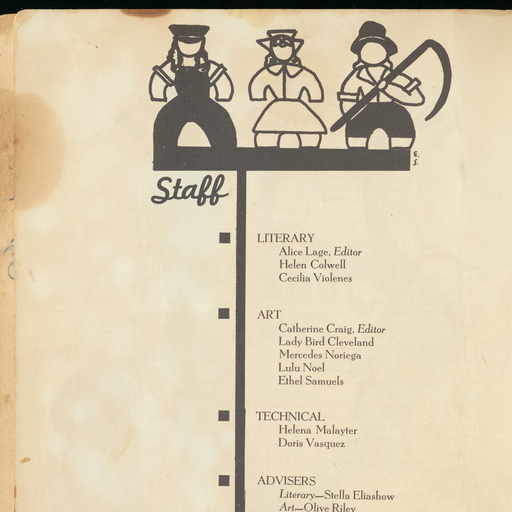 E.
S.
Staff
LITERARY
Alice Lage, Editor
Helen Colwell
Cecilia Violenes
ART
Catherine Craig, Editor
Lady Bird Cleveland
Mercedes Noriega
Lulu Noel
Ethel Samuels
TECHNICAL
Helena Malayter
Doris Vasquez
ADVISERS
Literary—Stella Eliashow
Art—Olive Riley